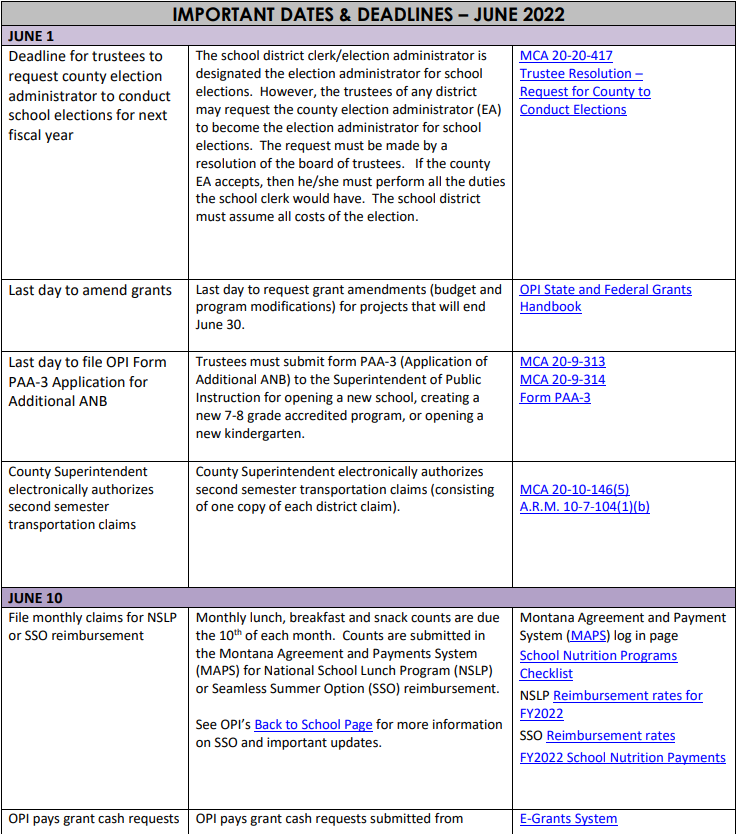 IMPORTANT DATES & DEADLINES – JUNE 2022
JUNE 1
Deadline for trustees to
request county election
administrator to conduct
school elections for next
fiscal year
The school district clerk/election administrator is
designated the election administrator for school
elections. However, the trustees of any district
may request the county election administrator (EA)
to become the election administrator for school
elections. The request must be made by a
resolution of the board of trustees. If the county
EA accepts, then he/she must perform all the duties
the school clerk would have. The school district
must assume all costs of the election.
MCA 20-20-417
Trustee Resolution –
Request for County to
Conduct Elections
Last day to amend grants
Last day to request grant amendments (budget and
program modifications) for projects that will end
June 30.
OPI State and Federal Grants
Handbook
Last day to file OPI Form
PAA-3 Application for
Additional ANB
Trustees must submit form PAA-3 (Application of
Additional ANB) to the Superintendent of Public
Instruction for opening a new school, creating a
new 7-8 grade accredited program, or opening a
new kindergarten.
MCA 20-9-313
MCA 20-9-314
Form PAA-3
County Superintendent
electronically authorizes
second semester
transportation claims
County Superintendent electronically authorizes
second semester transportation claims (consisting
of one copy of each district claim).
MCA 20-10-146(5)
A.R.M. 10-7-104(1)(b)
JUNE 10
File monthly claims for NSLP
or SSO reimbursement
Monthly lunch, breakfast and snack counts are due
the 10th of each month. Counts are submitted in
the Montana Agreement and Payments System
(MAPS) for National School Lunch Program (NSLP)
or Seamless Summer Option (SSO) reimbursement.
See OPI's Back to School Page for more information
on SSO and important updates.
Montana Agreement and Payment
System (MAPS) log in page
School Nutrition Programs
Checklist
NSLP Reimbursement rates for
FY2022
SSO Reimbursement rates
FY2022 School Nutrition Payments
OPI pays grant cash requests
OPI pays grant cash requests submitted from
E-Grants System